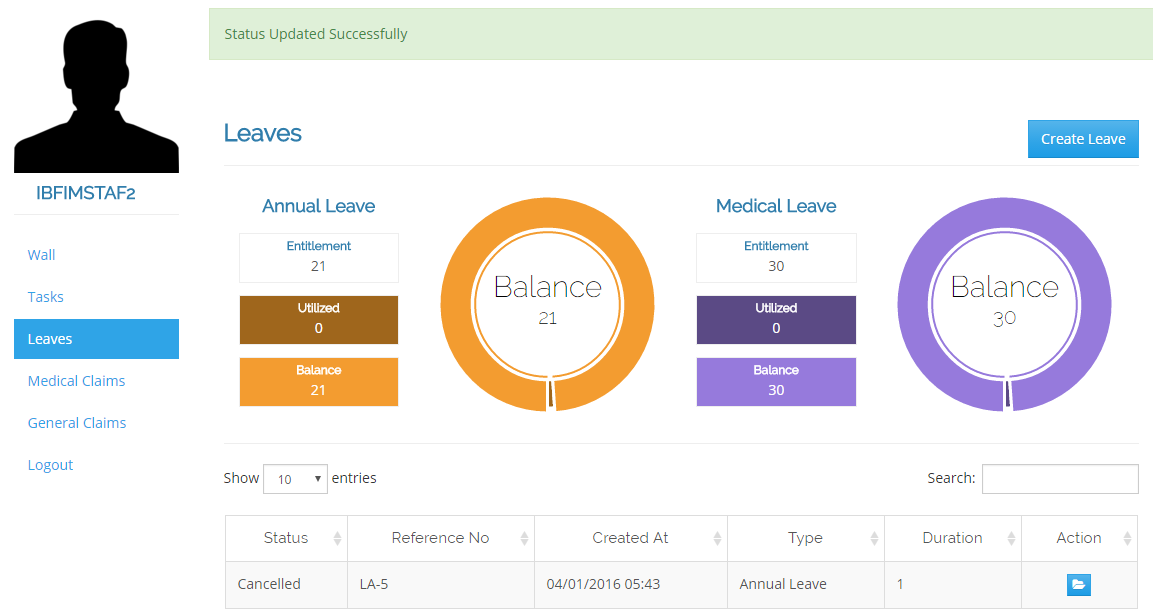 Status Updated Successfully
IBFIMSTAF2
Wall
Tasks
Leaves
Medical Claims
General Claims
Logout
Leaves
Create Leave
Annual Leave
Entitlement
21
Utilized
0
Balance
21
Balance
21
Medical Leave
Entitlement
30
Utilized
0
Balance
30
Balance
30
Show 10 entries
Search:
Status Reference No Created At Type Duration Action
Cancelled LA-5 04/01/2016 05:43 Annual Leave 1